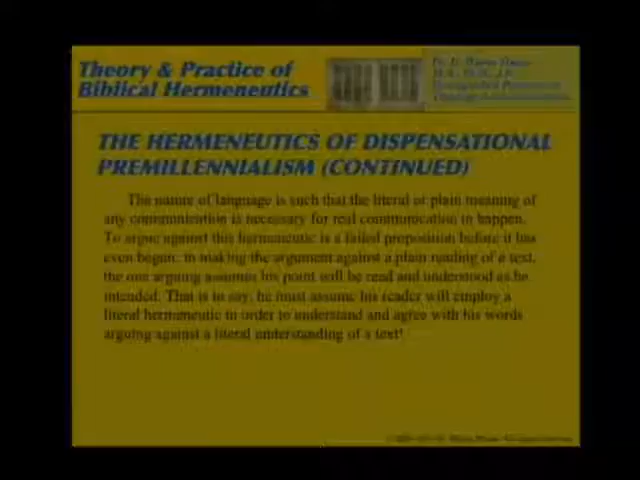 Theory & Practice of
Biblical Hermeneutics
THE HERMENEUTICS OF DISPENSATIONAL
PREMILLENNIALISM (CONTINUED)
The nature of language is such that the literal or plain meaning of
any communication is necessary for real communication to happen.
To argue against this hermeneutic is a failed proposition before it has
even begun; in making the argument against a plain reading of a text,
the one arguing assumes his point will be read and understood as he
intended. That is to say, he must assume his reader will employ a
literal hermeneutic in order to understand and agree with his words
arguing against a literal understanding of a text!